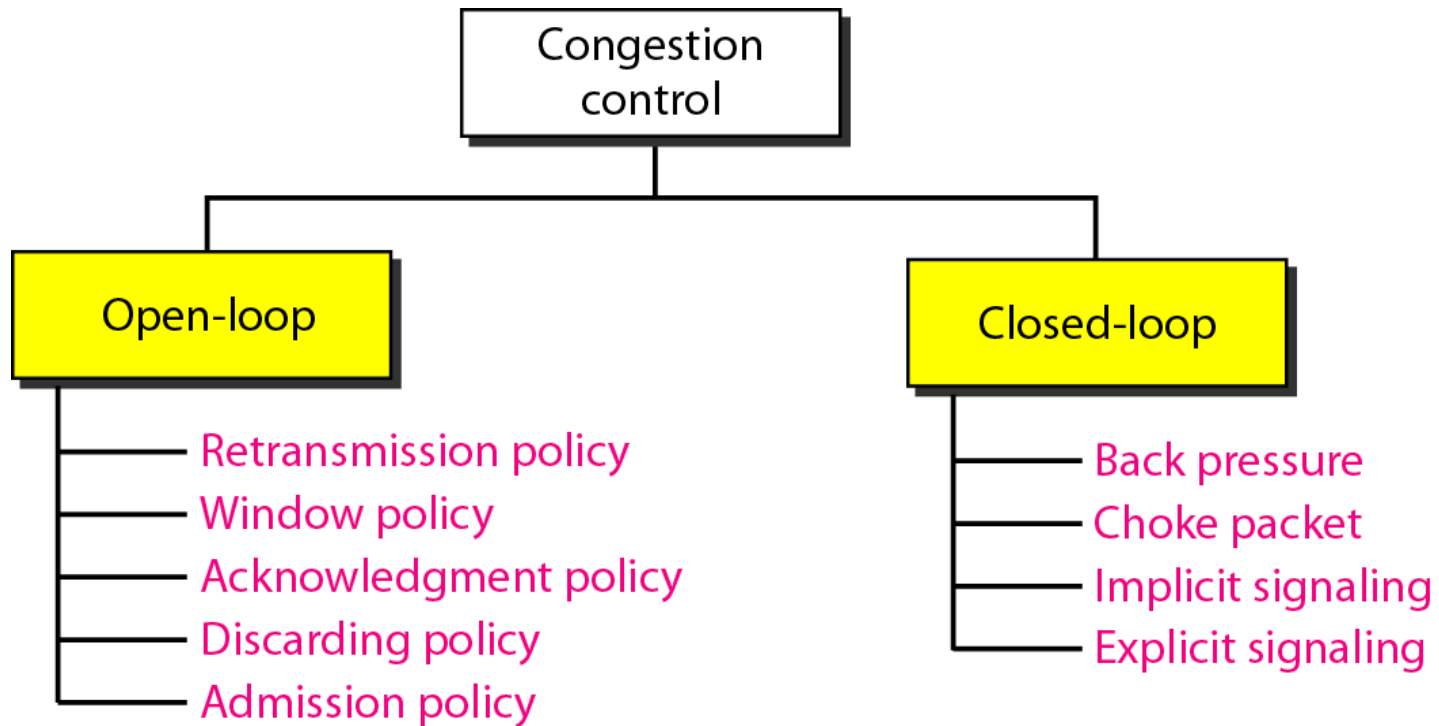 Congestion
control
Open-loop
Retransmission policy
Window policy
Acknowledgment policy
Discarding policy
Admission policy
Closed-loop
Back pressure
Choke packet
Implicit signaling
Explicit signaling